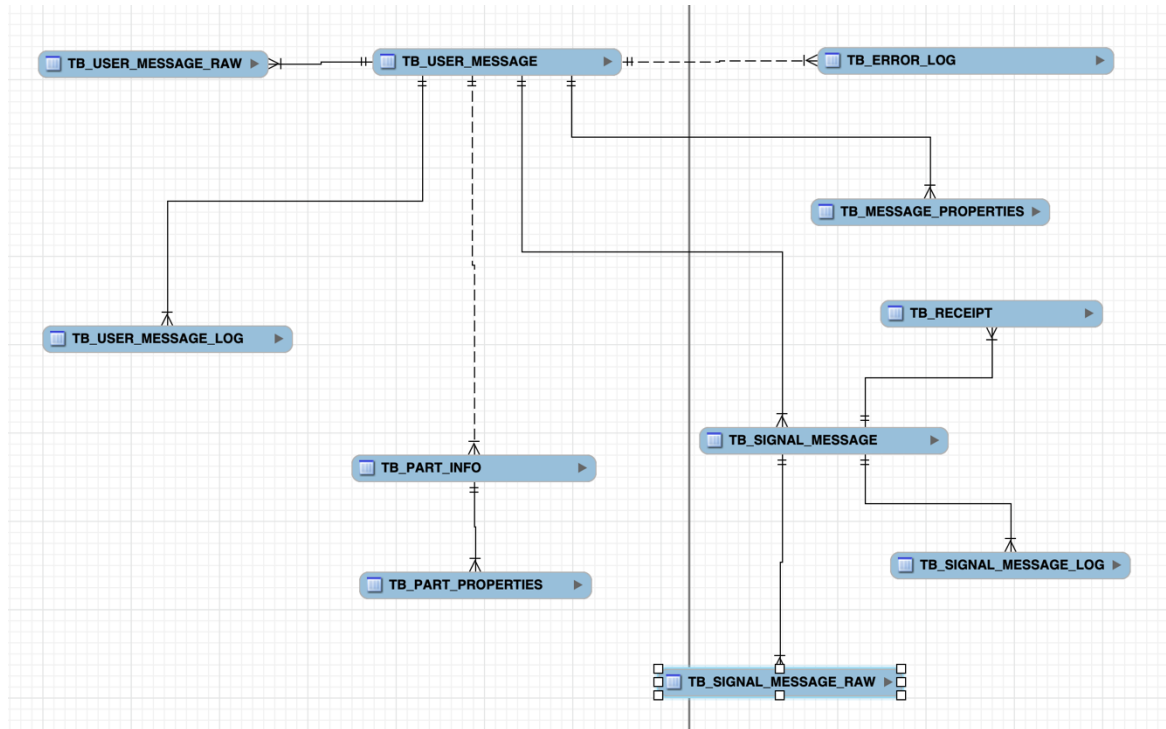 TB_USER_MESSAGE_RAW
TB_USER_MESSAGE
TB_ERROR_LOG
TB_MESSAGE_PROPERTIES
TB_RECEIPT
TB_USER_MESSAGE_LOG
TB_SIGNAL_MESSAGE
TB_PART_INFO
TB_SIGNAL_MESSAGE_LOG
TB_PART_PROPERTIES
TB_SIGNAL_MESSAGE_RAW